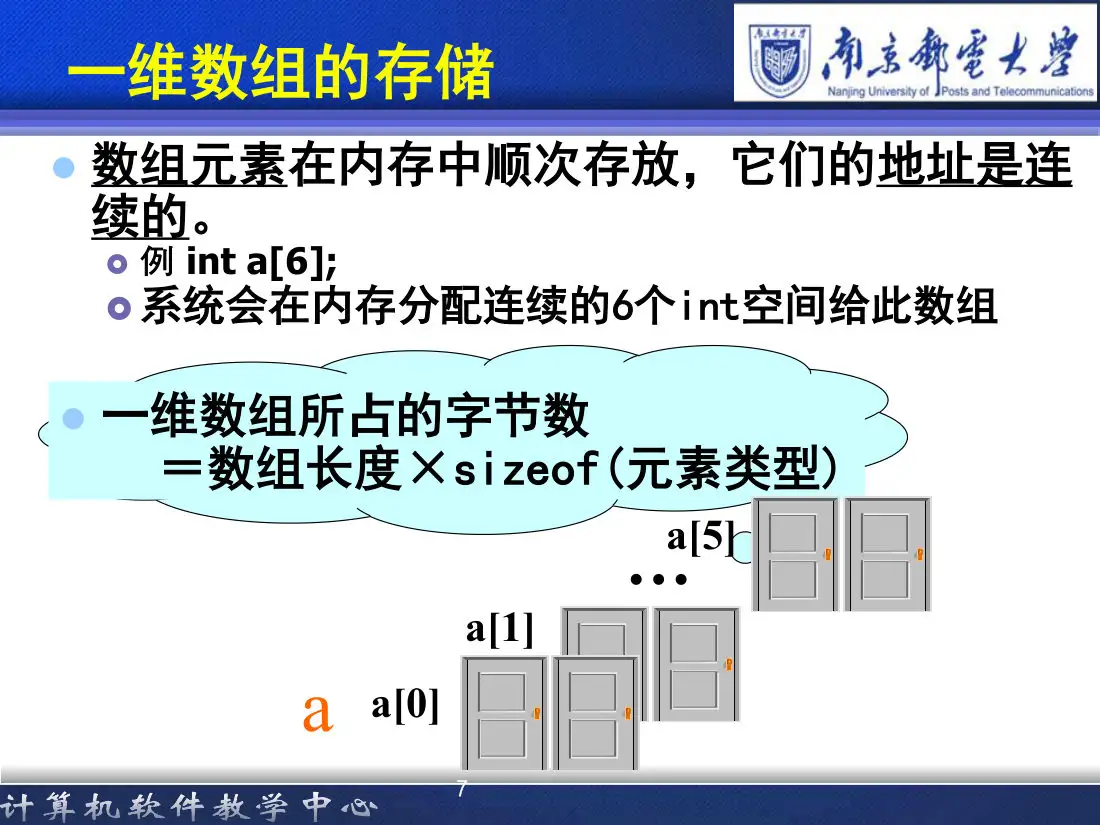 一维数组的存储
南京邮电大学
Nanjing University of Posts and Telecommunications
数组元素在内存中顺次存放，它们的地址是连
续的。
例 int a[6];
系统会在内存分配连续的6个int空间给此数组
一维数组所占的字节数
＝数组长度×sizeof(元素类型)
a[5]
•••
a[1]
a a[0]
7
计算机软件教学中心